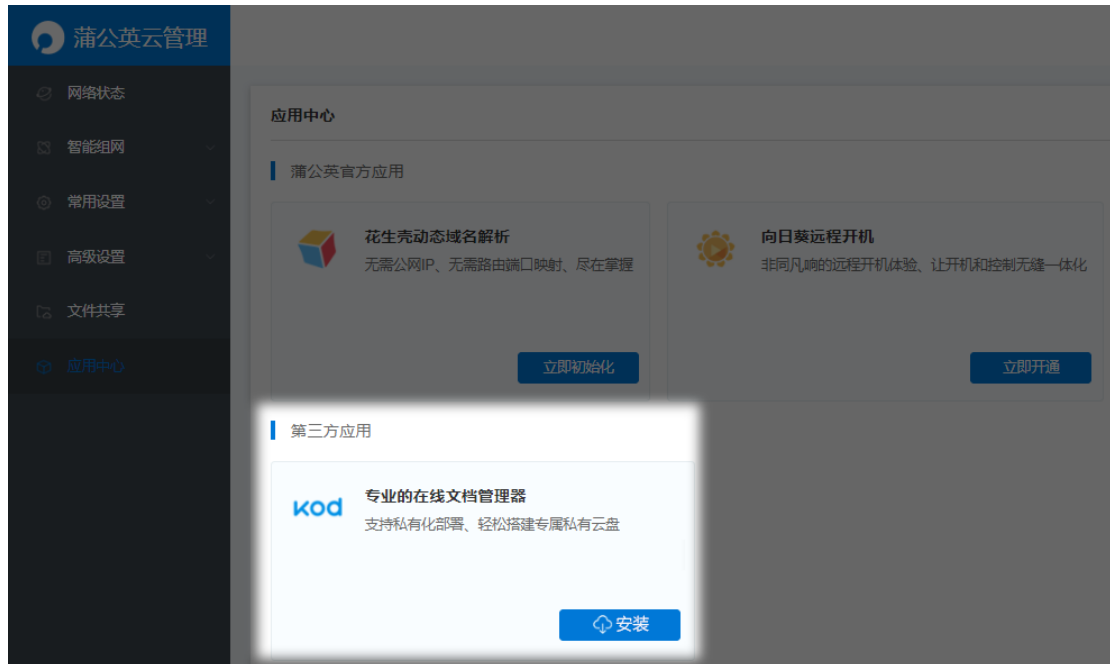 蒲公英云管理
网络状态
智能组网
常用设置
高级设置
文件共享
应用中心
应用中心
蒲公英官方应用
花生壳动态域名解析
无需公网IP、无需路由端口映射、尽在掌握
立即初始化
向日葵远程开机
非同凡响的远程开机体验、让开机和控制无缝一体化
立即开通
第三方应用
kod
专业的在线文档管理器
支持私有化部署、轻松搭建专属私有云盘
安装